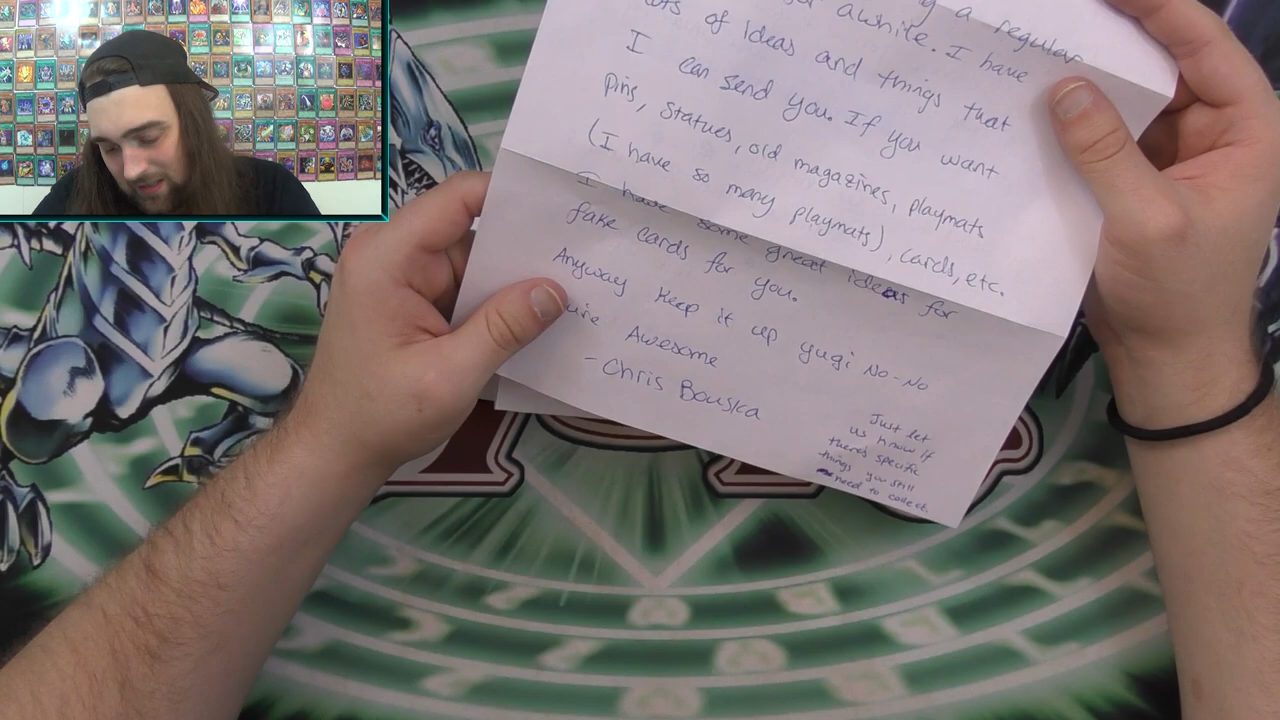 a regular
awhile. I have
of Ideas and things that
I can send you. If you want
Pins, Statues, old magazines, playmats
(I have so many playmats), cards, etc.
I have some great ideas for
fake cards for you.
Anyway keep it up yugi No-No
Awesome
- Chris Bouska
Just let
us know if
there's specific
things you still
need to collect.